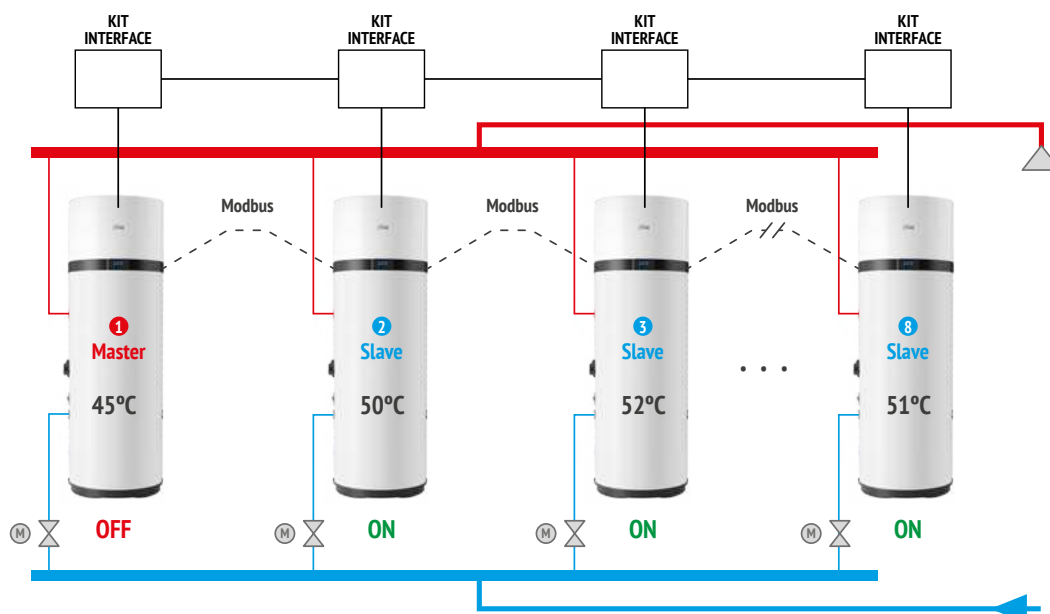 KIT
INTERFACE
KIT
INTERFACE
KIT
INTERFACE
KIT
INTERFACE
Modbus
Modbus
Modbus
1
Master
45ºC
2
Slave
50ºC
3
Slave
52ºC
. . .
8
Slave
51ºC
M
OFF
M
ON
M
ON
M
ON